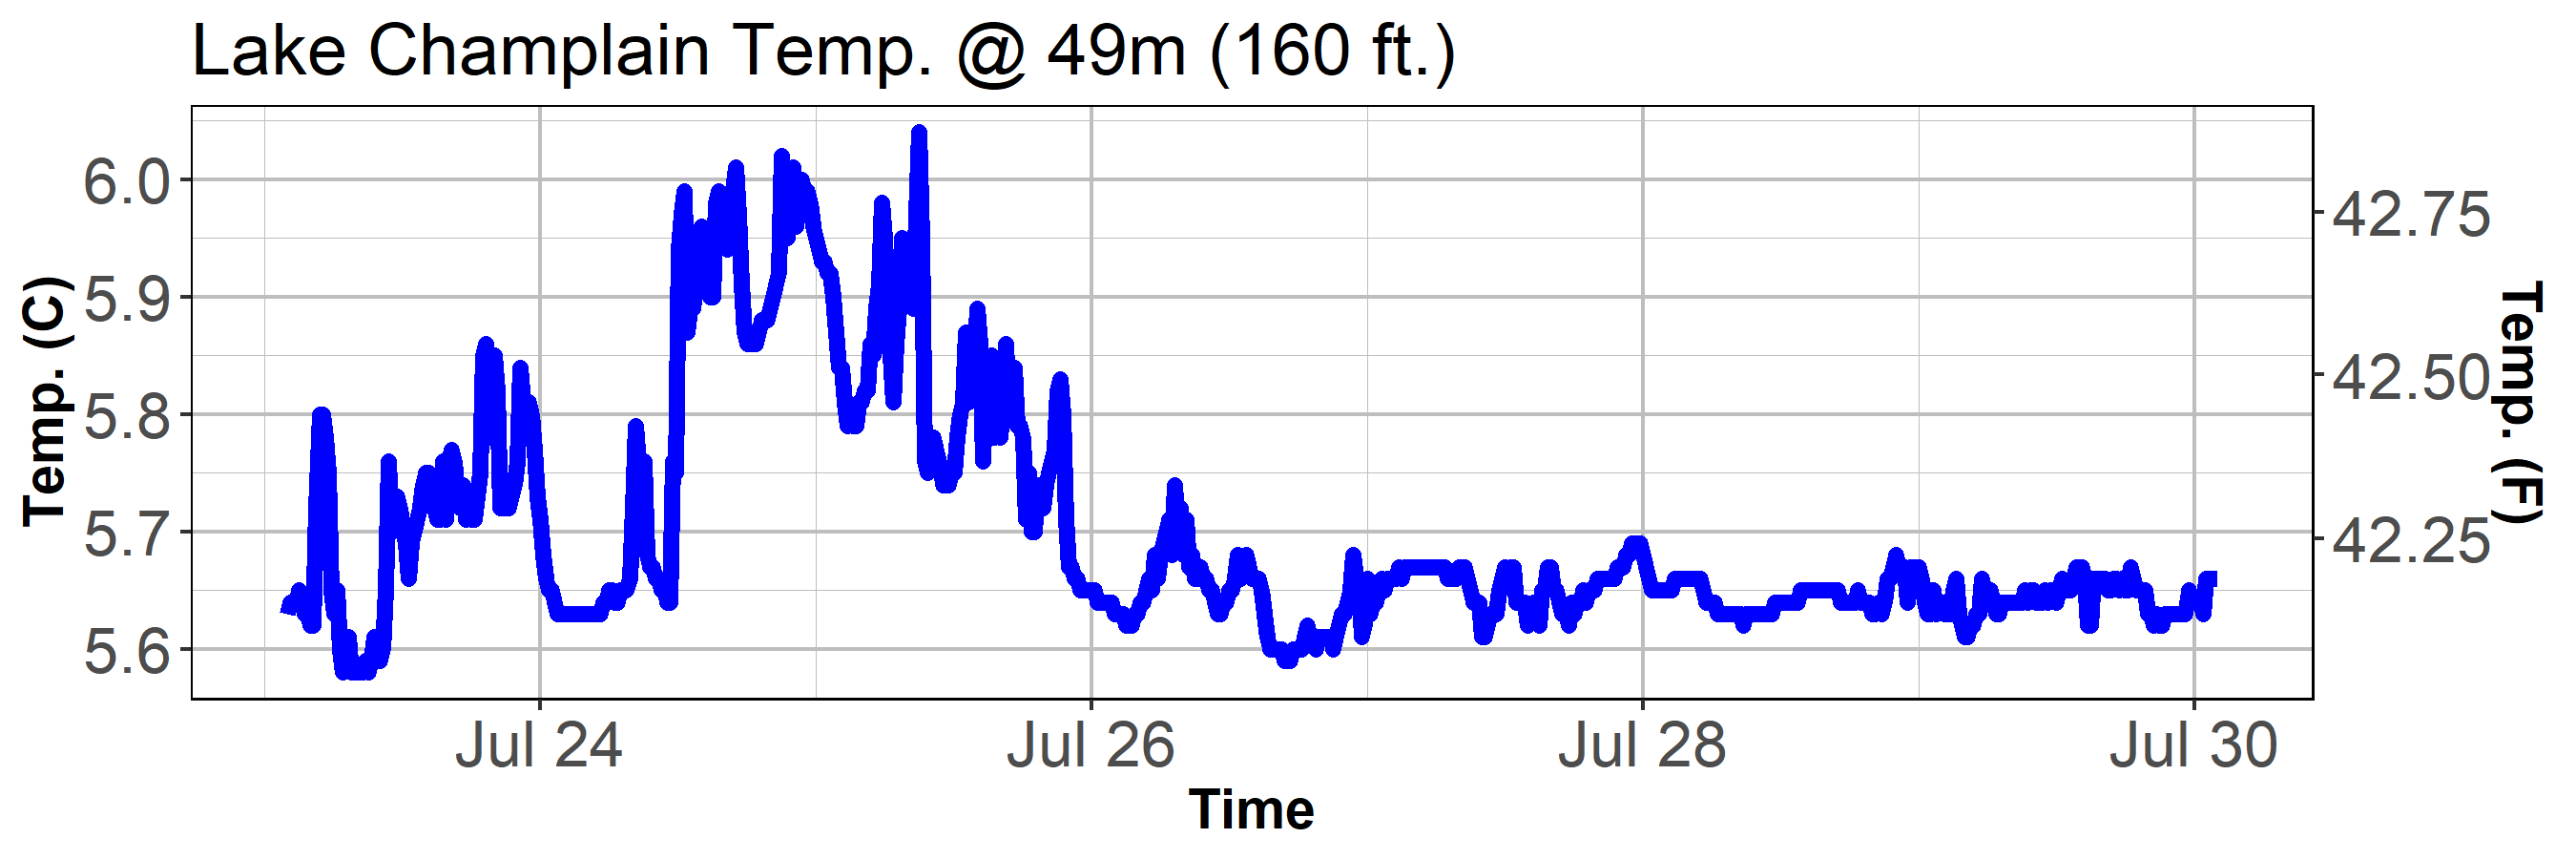 Lake Champlain Temp. @ 49m (160 ft.)
Temp. (C)
6.0
5.9
5.8
5.7
5.6
42.75
42.50
42.25
Temp. (F)
Jul 24 Jul 26 Jul 28 Jul 30
Time